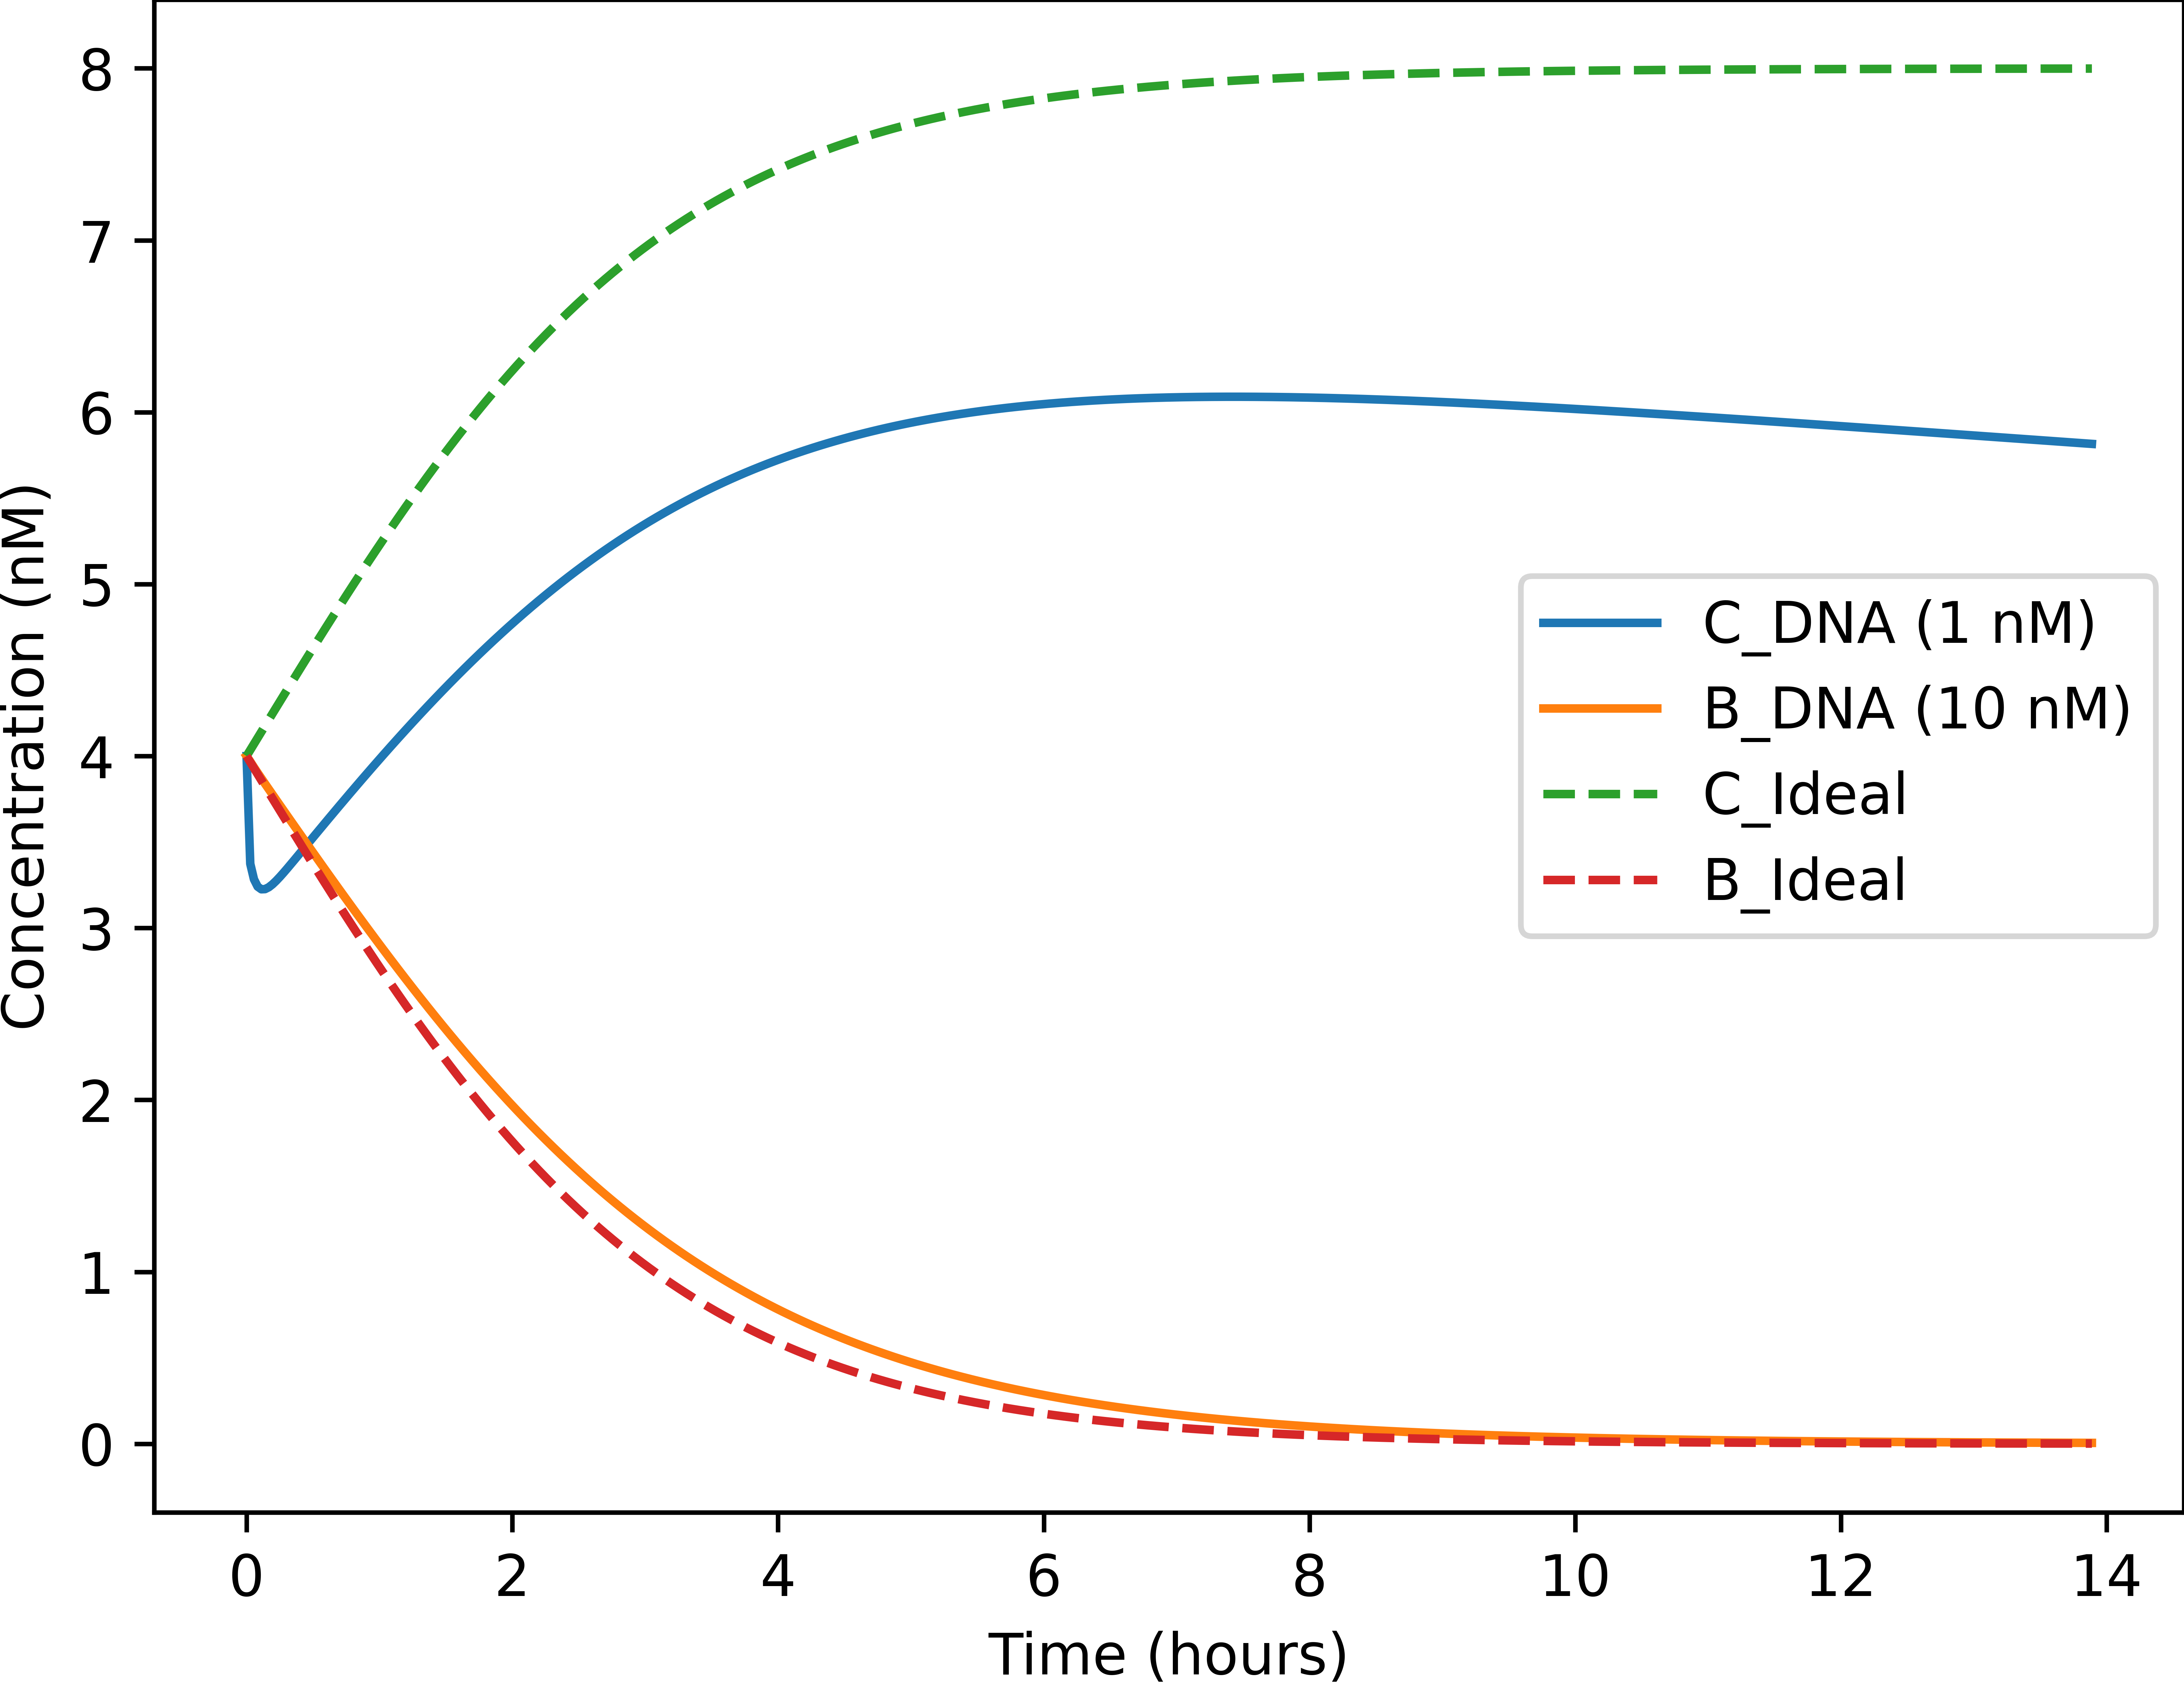 Concentration (nM)
8
7
6
5
4
3
2
1
0
C_DNA (1 nM)
B_DNA (10 nM)
C_Ideal
B_Ideal
0 2 4 6 8 10 12 14
Time (hours)